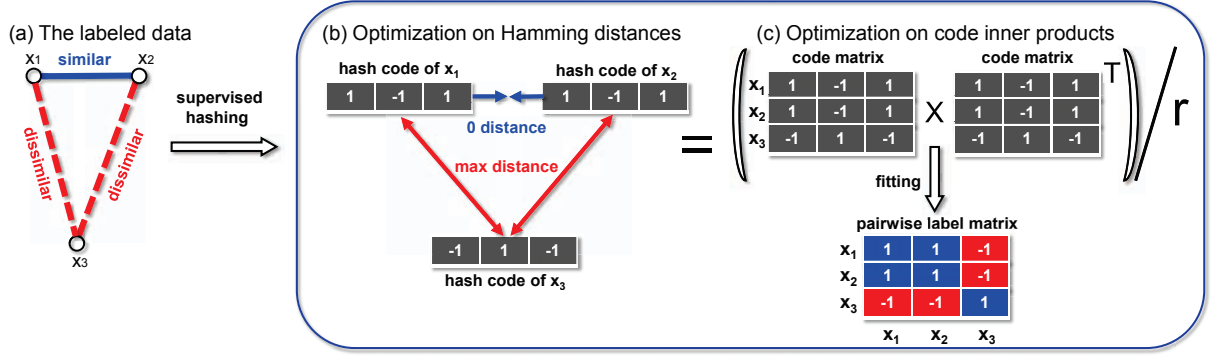 (a) The labeled data
x1 similar x2
dissimilar
dissimilar
x3
supervised
hashing
(b) Optimization on Hamming distances
hash code of x1
1 -1 1
hash code of x2
1 -1 1
0 distance
max distance
-1 1 -1
hash code of x3
=
(c) Optimization on code inner products
code matrix
x1 1 -1 1
x2 1 -1 1
x3 -1 1 -1
X
code matrix
1 -1 1
1 -1 1
-1 1 -1
T
/ r
fitting
pairwise label matrix
x1 1 1 -1
x2 1 1 -1
x3 -1 -1 1
x1 x2 x3